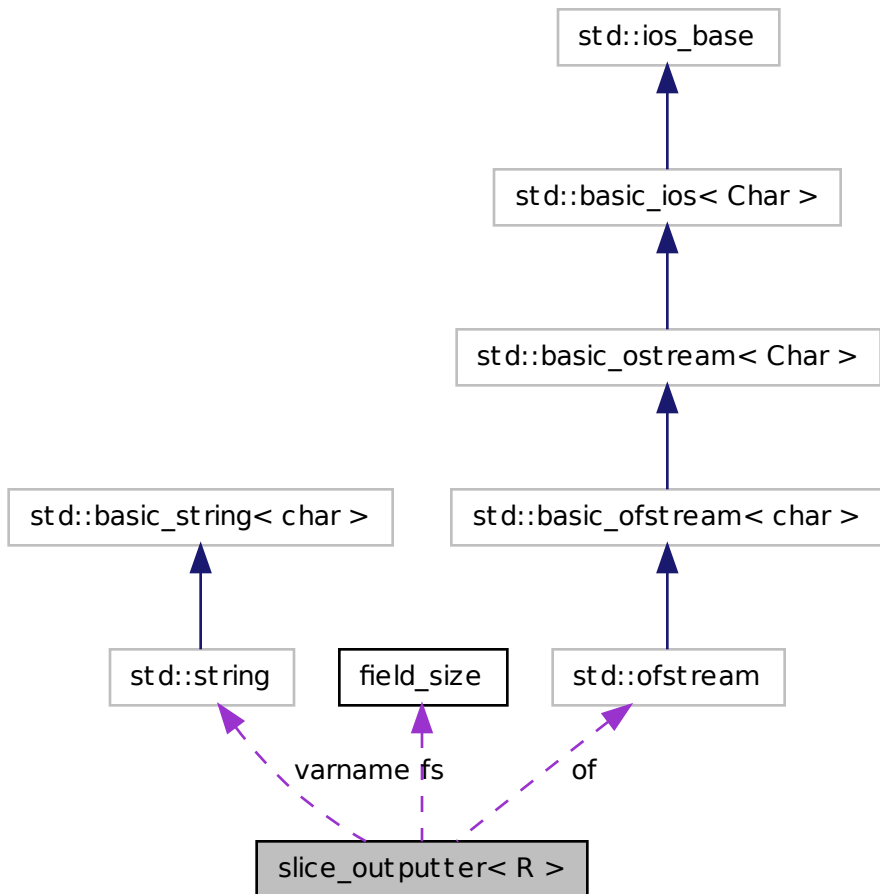 std::ios_base
std::basic_ios< Char >
std::basic_ostream< Char >
std::basic_string< char >
std::basic_ofstream< char >
std::string
field_size
std::ofstream
varname
fs
of
slice_outputter< R >